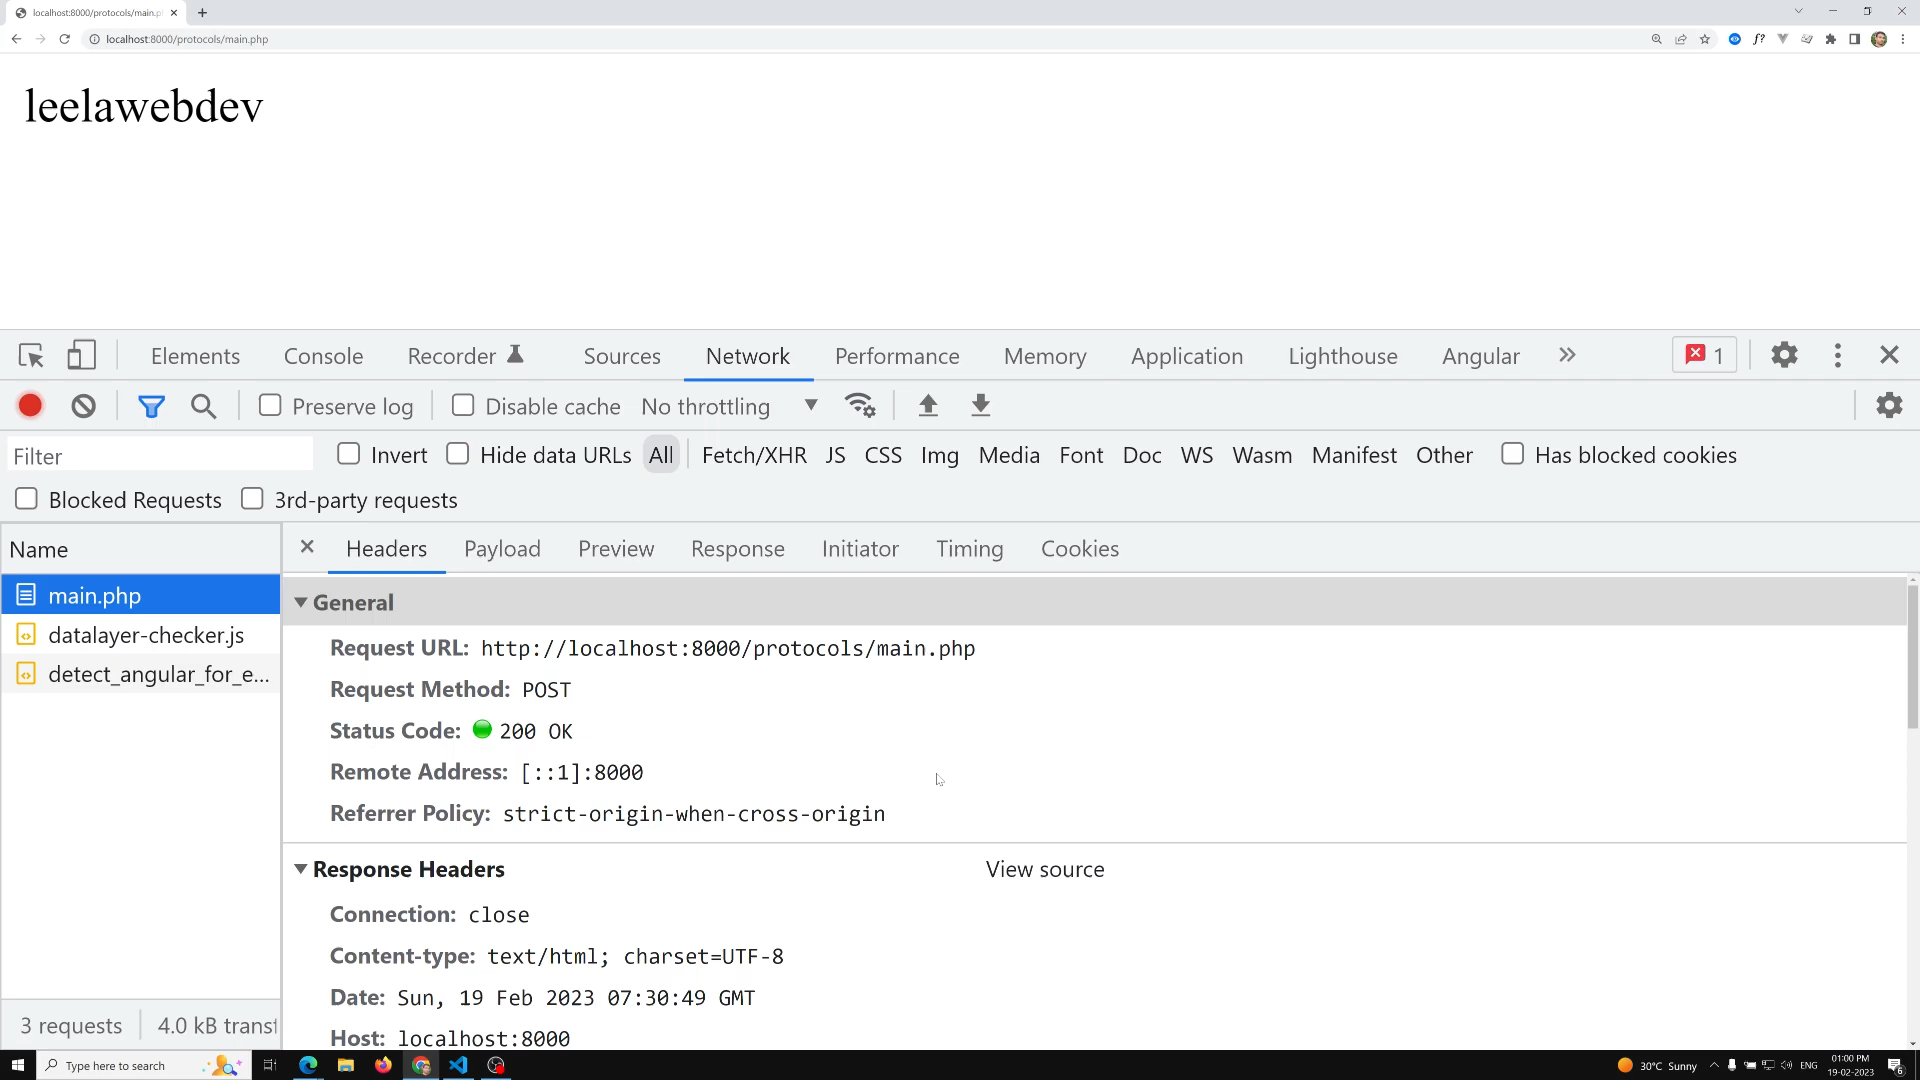 localhost:8000/protocols/main.p
localhost:8000/protocols/main.php
f?
leelawebdev
Elements Console Recorder Sources Network Performance Memory Application Lighthouse Angular 1
Preserve log Disable cache No throttling
Filter Invert Hide data URLs All Fetch/XHR JS CSS Img Media Font Doc WS Wasm Manifest Other Has blocked cookies
Blocked Requests 3rd-party requests
Name Headers Payload Preview Response Initiator Timing Cookies
main.php
datalayer-checker.js
detect_angular_for_e...
General
Request URL: http://localhost:8000/protocols/main.php
Request Method: POST
Status Code: 200 OK
Remote Address: [::1]:8000
Referrer Policy: strict-origin-when-cross-origin
Response Headers View source
Connection: close
Content-type: text/html; charset=UTF-8
Date: Sun, 19 Feb 2023 07:30:49 GMT
Host: localhost:8000
3 requests 4.0 kB transf
Type here to search 30°C Sunny ENG 01:00 PM
19-02-2023 6